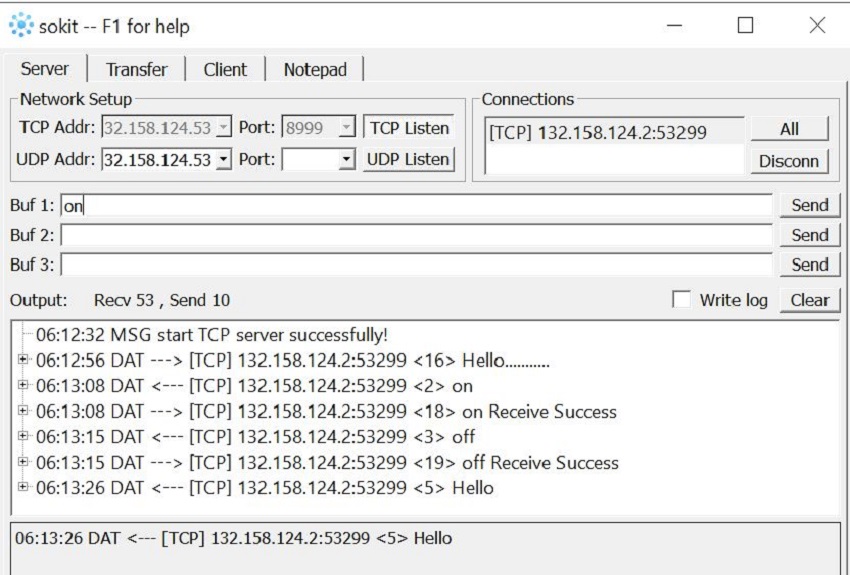 sokit -- F1 for help
Server Transfer Client Notepad
Network Setup
TCP Addr: 32.158.124.53 Port: 8999 TCP Listen
UDP Addr: 32.158.124.53 Port: UDP Listen
Connections
[TCP] 132.158.124.2:53299
All
Disconn
Buf 1: on Send
Buf 2: Send
Buf 3: Send
Output: Recv 53 , Send 10 Write log Clear
06:12:32 MSG start TCP server successfully!
06:12:56 DAT ---> [TCP] 132.158.124.2:53299 <16> Hello...........
06:13:08 DAT <--- [TCP] 132.158.124.2:53299 <2> on
06:13:08 DAT ---> [TCP] 132.158.124.2:53299 <18> on Receive Success
06:13:15 DAT <--- [TCP] 132.158.124.2:53299 <3> off
06:13:15 DAT ---> [TCP] 132.158.124.2:53299 <19> off Receive Success
06:13:26 DAT <--- [TCP] 132.158.124.2:53299 <5> Hello
06:13:26 DAT <--- [TCP] 132.158.124.2:53299 <5> Hello